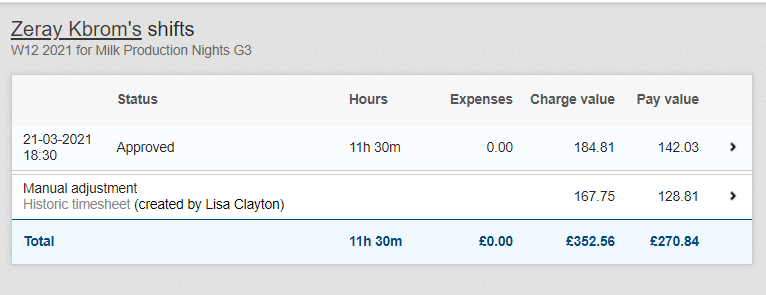 Zeray Kbrom's shifts
W12 2021 for Milk Production Nights G3
Status Hours Expenses Charge value Pay value
21-03-2021
18:30
Approved 11h 30m 0.00 184.81 142.03
Manual adjustment
Historic timesheet (created by Lisa Clayton)
167.75 128.81
Total 11h 30m £0.00 £352.56 £270.84